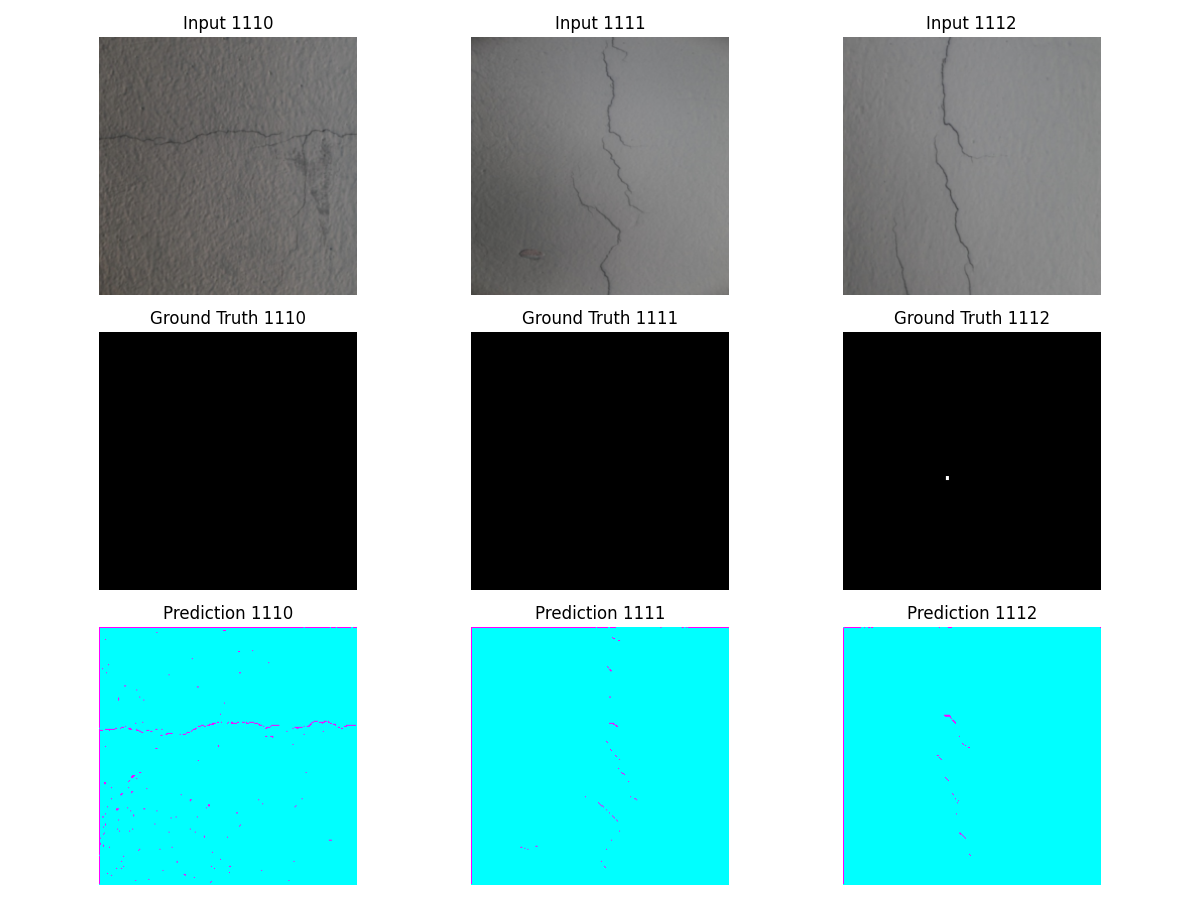 Input 1110
Input 1111
Input 1112
Ground Truth 1110
Ground Truth 1111
Ground Truth 1112
Prediction 1110
Prediction 1111
Prediction 1112